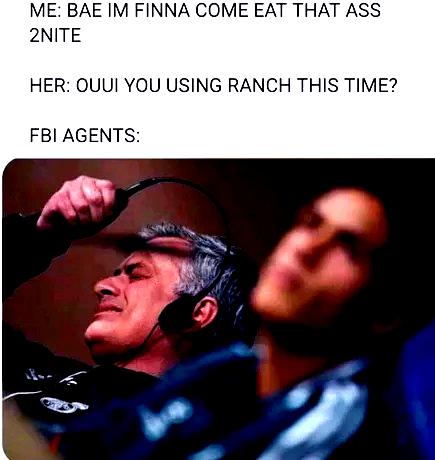 ME: BAE IM FINNA COME EAT THAT ASS
2NITE
HER: OUUI YOU USING RANCH THIS TIME?
FBI AGENTS: